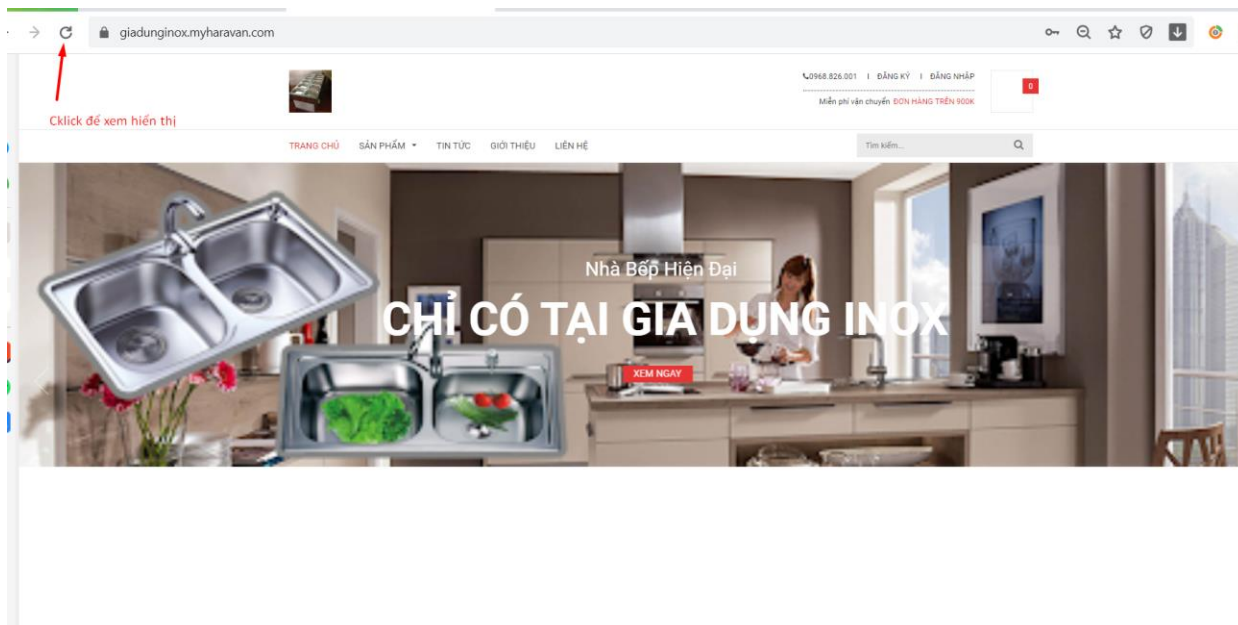 giadunginox.myharavan.com
Cklick để xem hiển thị
0968.826.001 | ĐĂNG KÝ | ĐĂNG NHẬP
0
Miễn phí vận chuyển ĐƠN HÀNG TRÊN 900K
TRANG CHỦ SẢN PHẨM TIN TỨC GIỚI THIỆU LIÊN HỆ Tìm kiếm...
Nhà Bếp Hiện Đại
CHỈ CÓ TẠI GIA DỤNG INOX
XEM NGAY